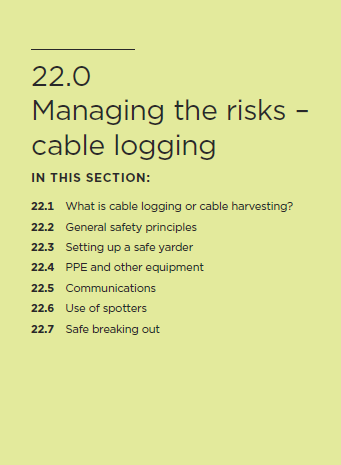 22.0
Managing the risks –
cable logging
IN THIS SECTION:
22.1 What is cable logging or cable harvesting?
22.2 General safety principles
22.3 Setting up a safe yarder
22.4 PPE and other equipment
22.5 Communications
22.6 Use of spotters
22.7 Safe breaking out